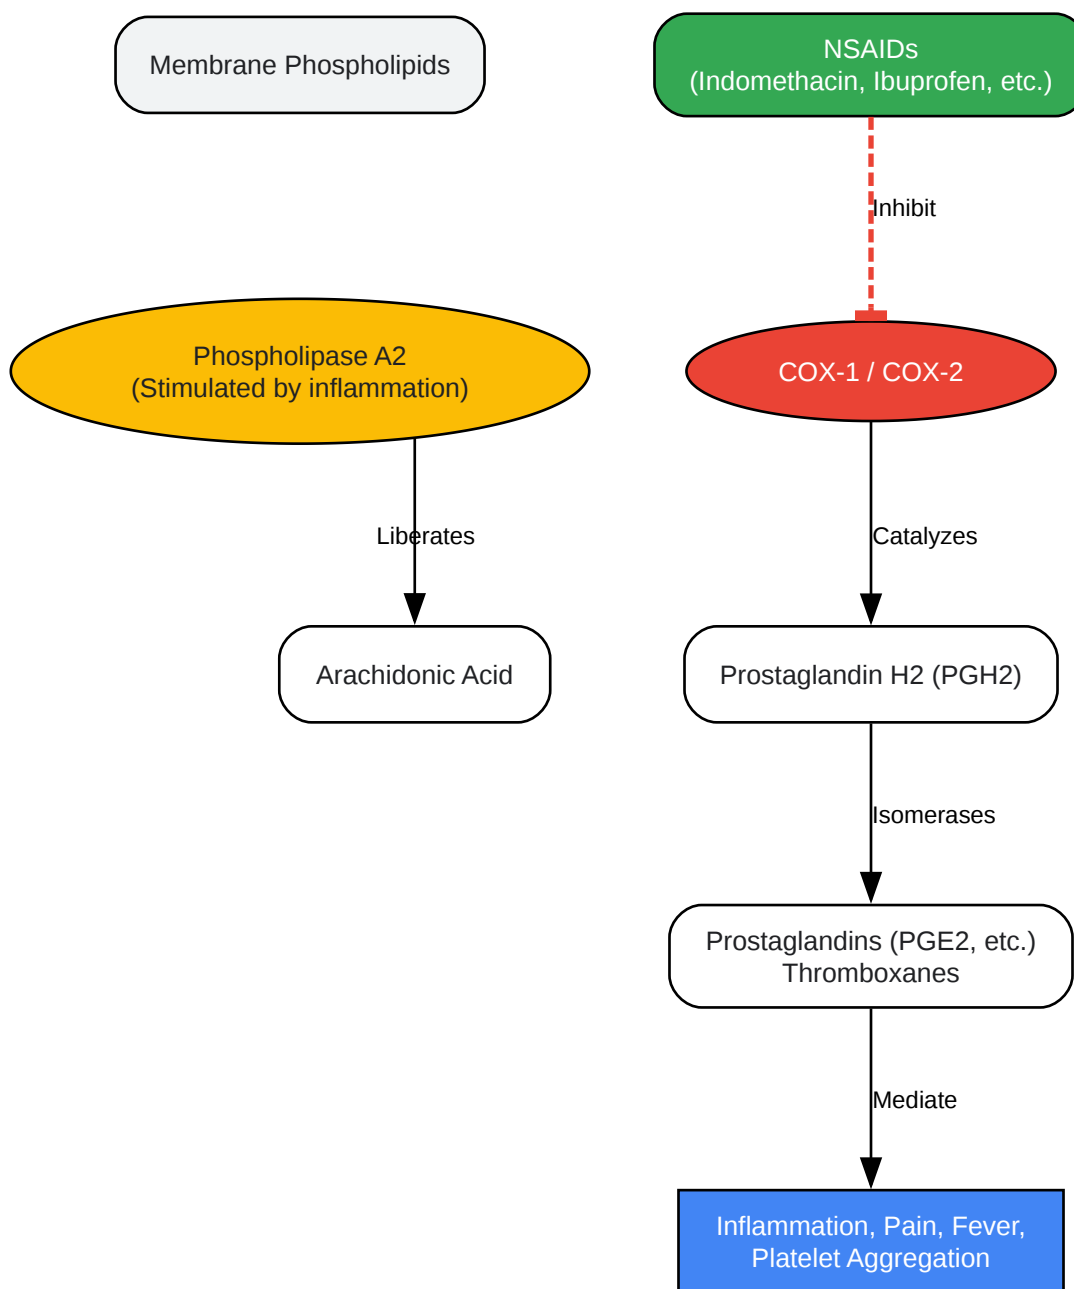 Membrane Phospholipids
NSAIDs
(Indomethacin, Ibuprofen, etc.)
Inhibit
Phospholipase A2
(Stimulated by inflammation)
COX-1 / COX-2
Liberates
Catalyzes
Arachidonic Acid
Prostaglandin H2 (PGH2)
Isomerases
Prostaglandins (PGE2, etc.)
Thromboxanes
Mediate
Inflammation, Pain, Fever,
Platelet Aggregation